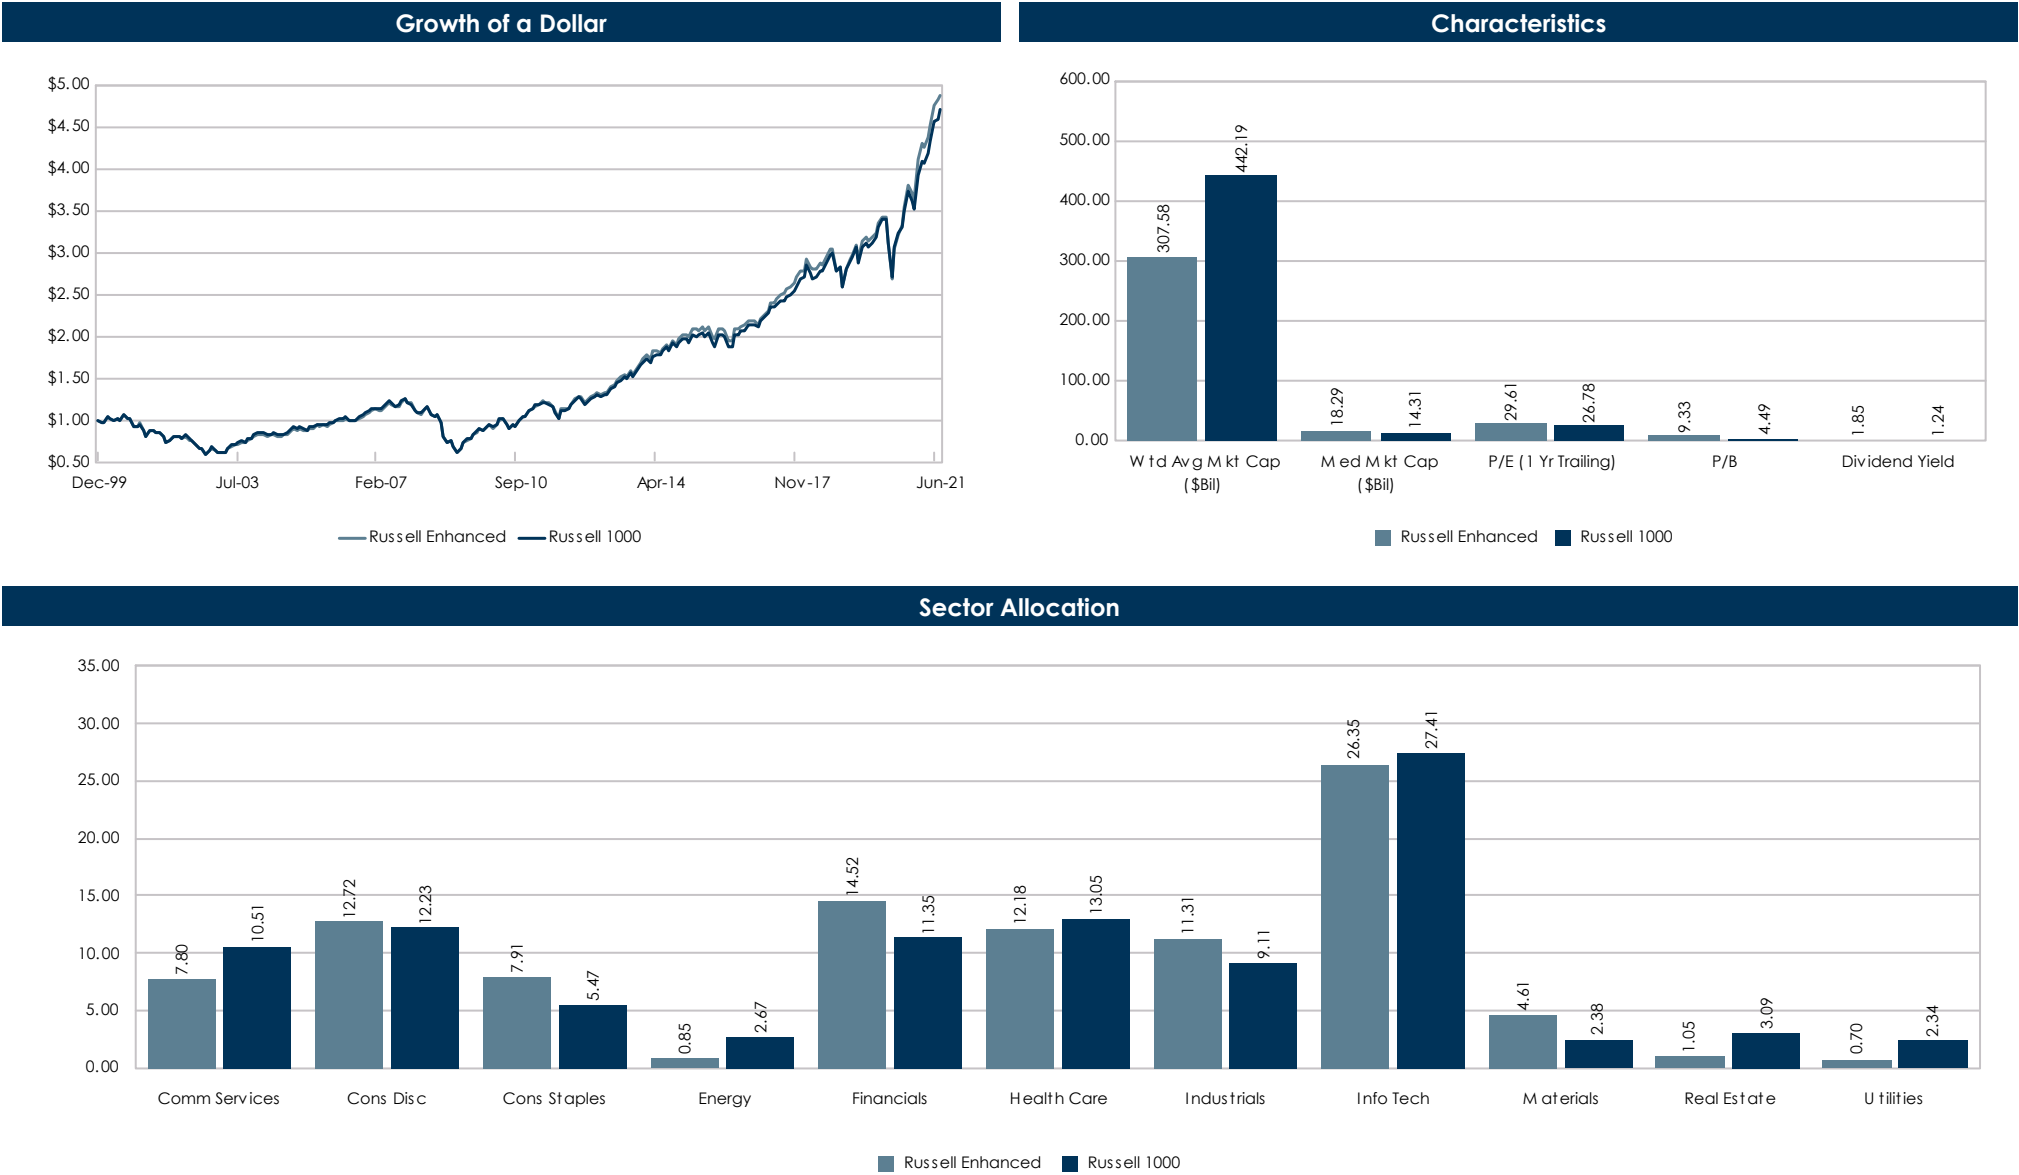 Growth of a Dollar
$5.00
$4.50
$4.00
$3.50
$3.00
$2.50
$2.00
$1.50
$1.00
$0.50
Dec-99 Jul-03 Feb-07 Sep-10 Apr-14 Nov-17 Jun-21
Russell Enhanced Russell 1000
Characteristics
600.00
500.00
400.00
300.00
200.00
100.00
0.00
307.58 442.19 18.29 14.31 29.61 26.78 9.33 4.49 1.85 1.24
Wtd Avg Mkt Cap Med Mkt Cap P/E (1 Yr Trailing) P/B Dividend Yield
($Bil) ($Bil)
Russell Enhanced Russell 1000
Sector Allocation
35.00
30.00
25.00
20.00
15.00
10.00
5.00
0.00
7.80 10.51 12.72 12.23 7.91 5.47 0.85 2.67 14.52 11.35 12.18 13.05 11.31 9.11 26.35 27.41 4.61 2.38 1.05 3.09 0.70 2.34
Comm Services Cons Disc Cons Staples Energy Financials Health Care Industrials Info Tech Materials Real Estate Utilities
Russell Enhanced Russell 1000